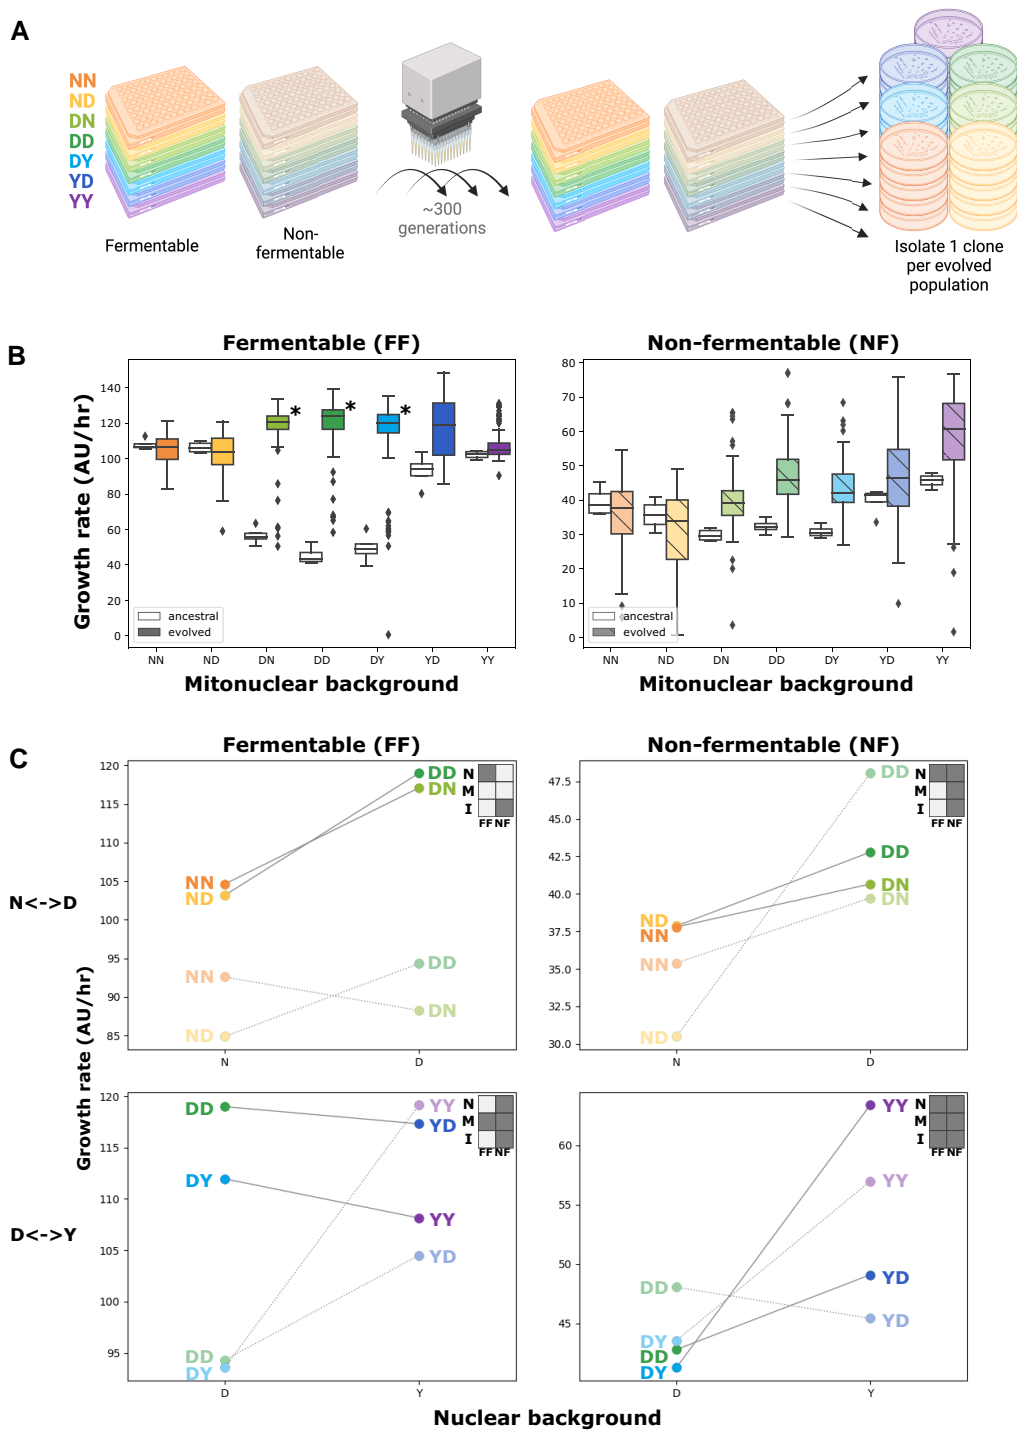 A
NN
ND
DN
DD
DY
YD
YY
Fermentable
Non-
fermentable
~300
generations
Isolate 1 clone
per evolved
population
B
Fermentable (FF)
Growth rate (AU/hr)
140
120
100
80
60
40
20
0
*
*
*
ancestral
evolved
NN ND DN DD DY YD YY
Mitonuclear background
Non-fermentable (NF)
80
70
60
50
40
30
20
10
0
ancestral
evolved
NN ND DN DD DY YD YY
Mitonuclear background
C
N<->D
D<->Y
Growth rate (AU/hr)
Fermentable (FF)
120
115
110
105
100
95
90
85
NN
ND
NN
ND
DD
DN
DD
DN
N
M
I
FF NF
N D
Non-fermentable (NF)
47.5
45.0
42.5
40.0
37.5
35.0
32.5
30.0
ND
NN
NN
ND
DD
DD
DN
DN
N
M
I
FF NF
N D
120
115
110
105
100
95
DD
DY
DD
DY
YY
YD
YY
YD
N
M
I
FF NF
D Y
60
55
50
45
DD
DY
DD
DY
YY
YY
YD
YD
N
M
I
FF NF
D Y
Nuclear background